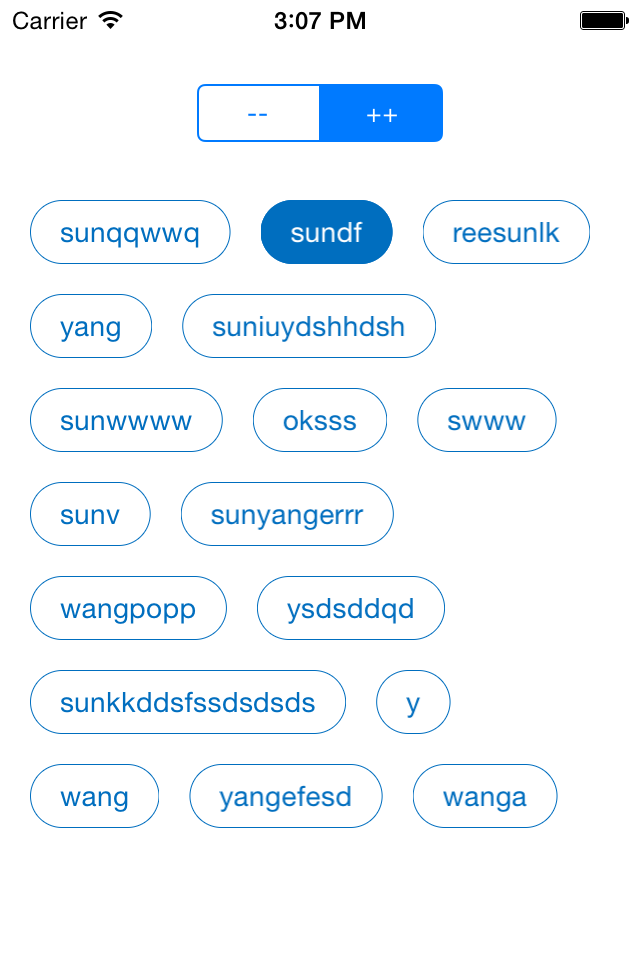 Carrier 3:07 PM
-- ++
sunqqwwq sundf reesunlk
yang suniuydshhdsh
sunwwww oksss swww
sunv sunyangerrr
wangpopp ysdsddqd
sunkkddsfssdsdsds y
wang yangefesd wanga